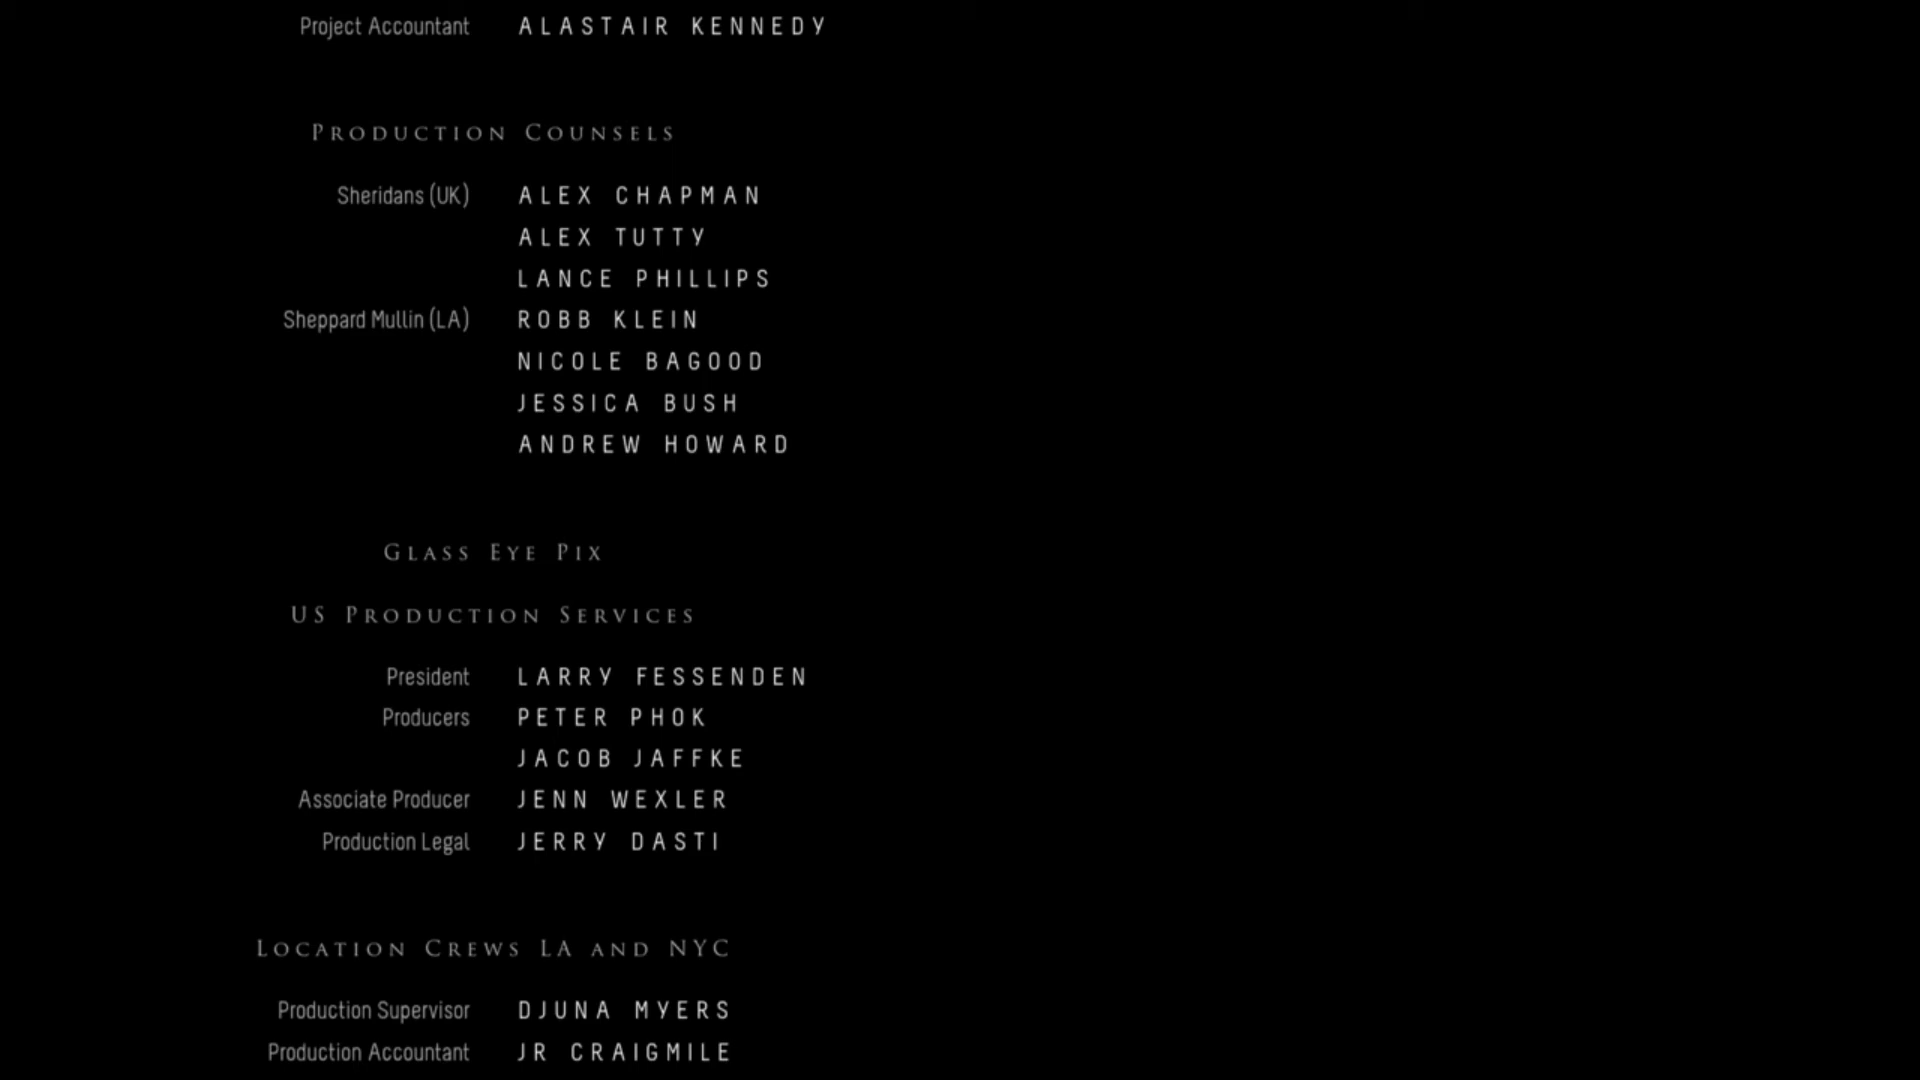 Project Accountant ALASTAIR KENNEDY
PRODUCTION COUNSELS
Sheridans (UK) ALEX CHAPMAN
ALEX TUTTY
LANCE PHILLIPS
Sheppard Mullin (LA) ROBB KLEIN
NICOLE BAGOOD
JESSICA BUSH
ANDREW HOWARD
GLASS EYE PIX
US PRODUCTION SERVICES
President LARRY FESSENDEN
Producers PETER PHOK
JACOB JAFFKE
Associate Producer JENN WEXLER
Production Legal JERRY DASTI
LOCATION CREWS LA AND NYC
Production Supervisor DJUNA MYERS
Production Accountant JR CRAIGMILE